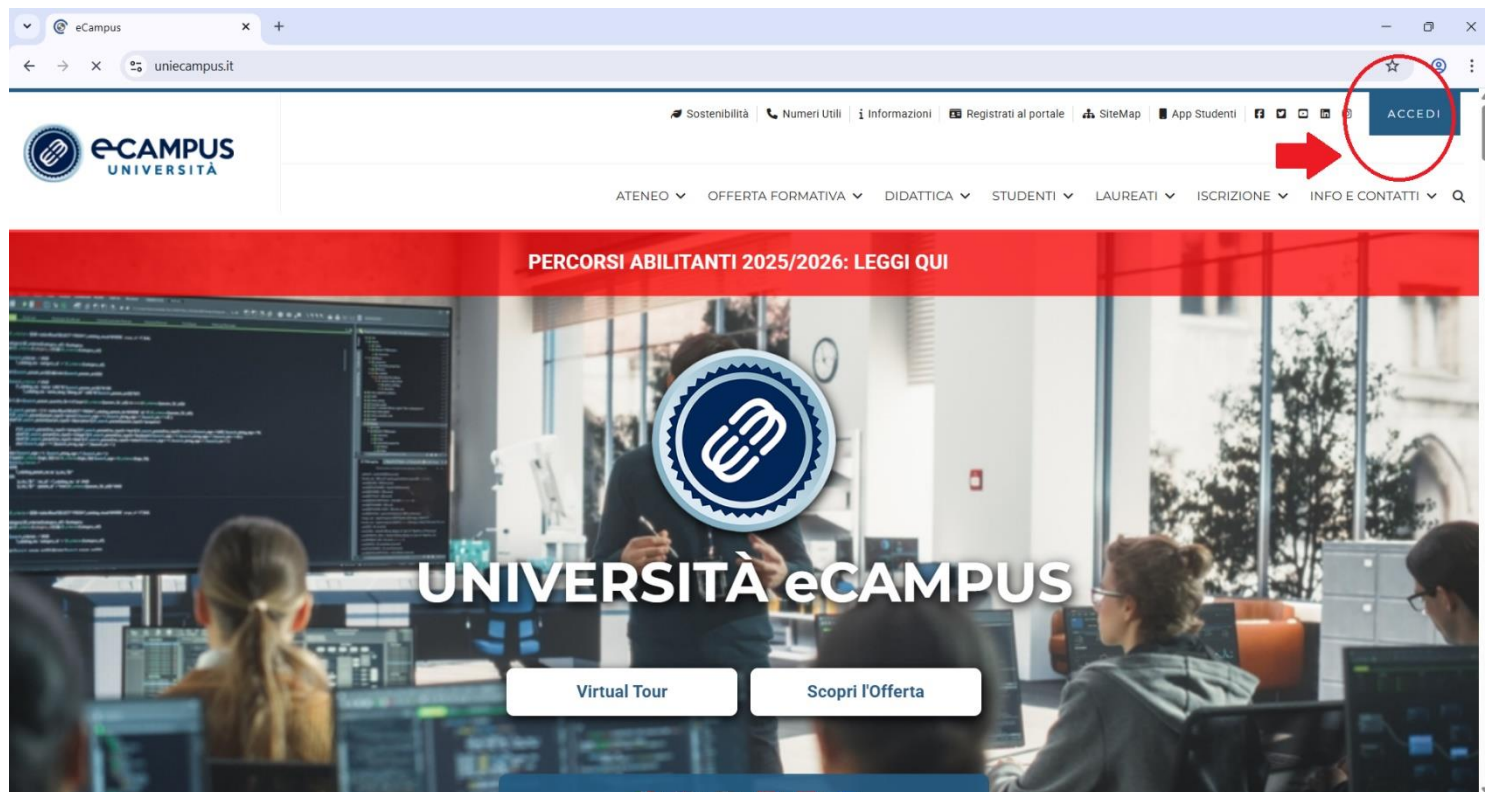 eCampus
uniecampus.it
Sostenibilità Numeri Utili Informazioni Registrati al portale SiteMap App Studenti ACCEDI
eCAMPUS
UNIVERSITÀ
ATENEO OFFERTA FORMATIVA DIDATTICA STUDENTI LAUREATI ISCRIZIONE INFO E CONTATTI
PERCORSI ABILITANTI 2025/2026: LEGGI QUI
UNIVERSITÀ eCAMPUS
Virtual Tour Scopri l'Offerta